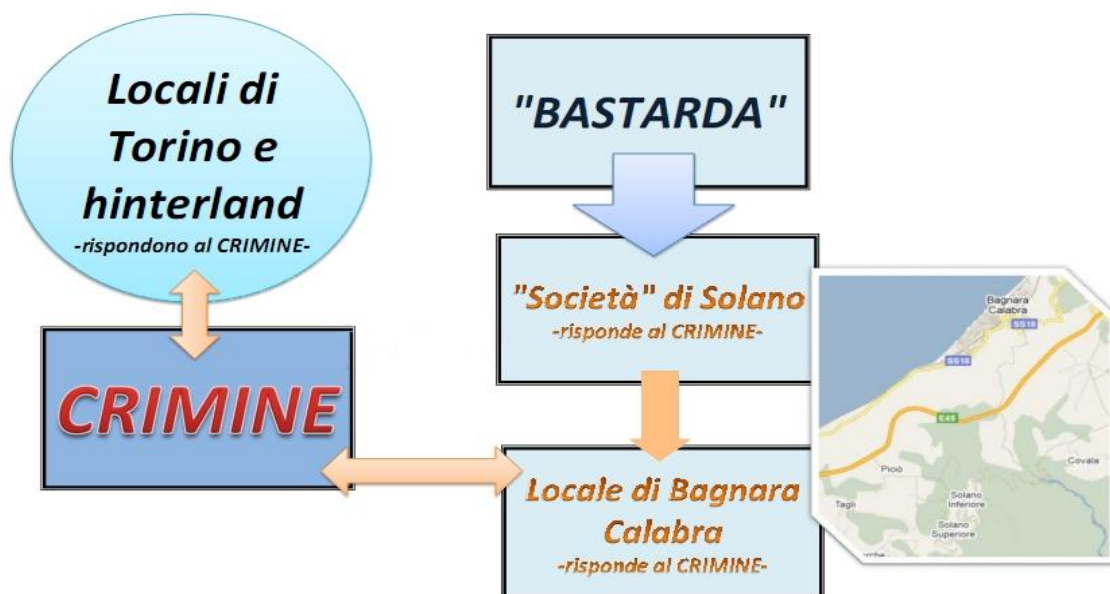 Locali di
Torino e
hinterland
-rispondono al CRIMINE-
"BASTARDA"
"Società" di Solano
-risponde al CRIMINE-
CRIMINE
Locale di Bagnara
Calabra
-risponde al CRIMINE-
Bagnara
Calabra
SS18
SS18
E45
Piciò
Covala
Solano
Inferiore
Tagli
Solano
Superiore